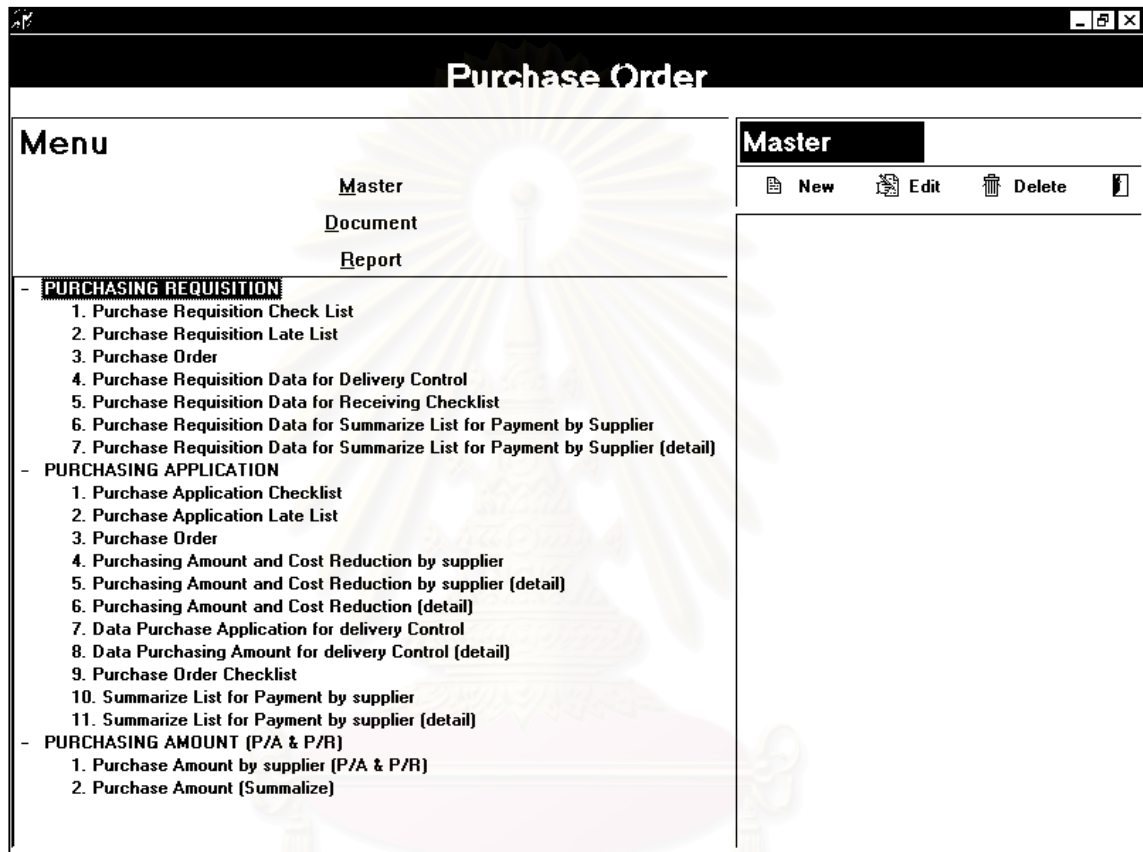 Purchase Order
Menu
Master
Document
Report
- PURCHASING REQUISITION
1. Purchase Requisition Check List
2. Purchase Requisition Late List
3. Purchase Order
4. Purchase Requisition Data for Delivery Control
5. Purchase Requisition Data for Receiving Checklist
6. Purchase Requisition Data for Summarize List for Payment by Supplier
7. Purchase Requisition Data for Summarize List for Payment by Supplier (detail)
- PURCHASING APPLICATION
1. Purchase Application Checklist
2. Purchase Application Late List
3. Purchase Order
4. Purchasing Amount and Cost Reduction by supplier
5. Purchasing Amount and Cost Reduction by supplier (detail)
6. Purchasing Amount and Cost Reduction (detail)
7. Data Purchase Application for delivery Control
8. Data Purchasing Amount for delivery Control (detail)
9. Purchase Order Checklist
10. Summarize List for Payment by supplier
11. Summarize List for Payment by supplier (detail)
- PURCHASING AMOUNT (P/A & P/R)
1. Purchase Amount by supplier (P/A & P/R)
2. Purchase Amount (Summalize)
Master
New Edit Delete